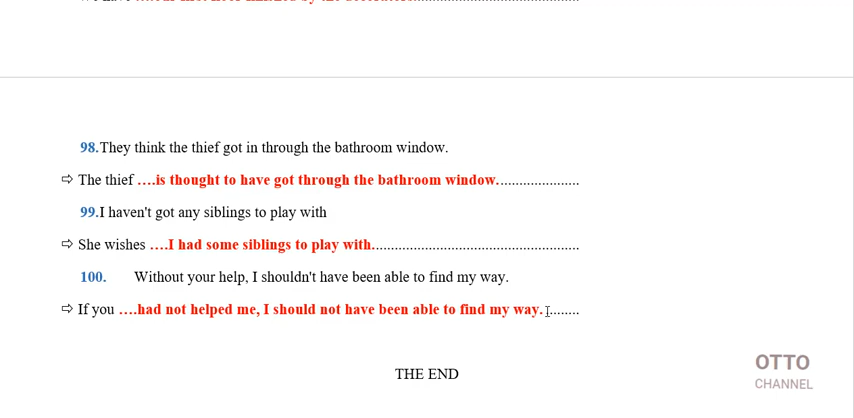 98.They think the thief got in through the bathroom window.
⇨ The thief ….is thought to have got through the bathroom window.....................
99.I haven't got any siblings to play with
⇨ She wishes ….I had some siblings to play with.....................................................
100. Without your help, I shouldn't have been able to find my way.
⇨ If you ….had not helped me, I should not have been able to find my way. ........
THE END
OTTO
CHANNEL